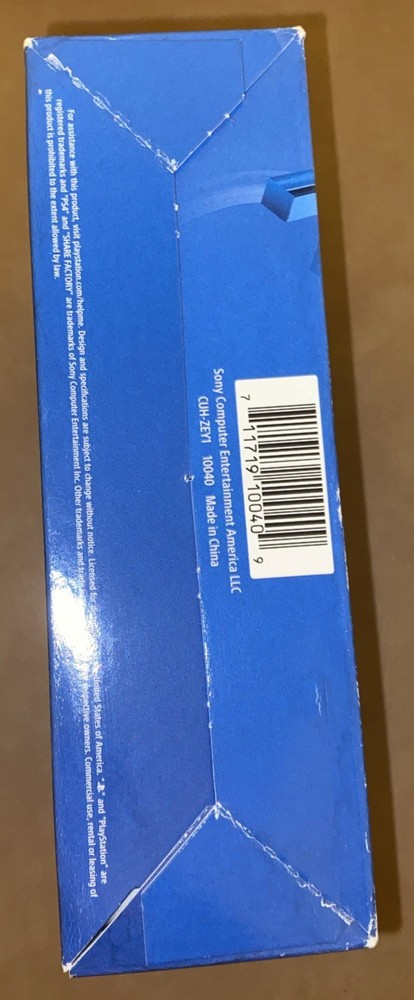 For assistance with this product, visit playstation.com/helpme. Design and specifications are subject to change without notice. Licensed for United States of America. " " and "PlayStation" are
registered trademarks and "PS4" and "SHARE FACTORY" are trademarks of Sony Computer Entertainment Inc. Other trademarks and respective owners. Commercial use, rental or leasing of
this product is prohibited to the extent allowed by law.
7 11719 10040 9
Sony Computer Entertainment America LLC
CUH-ZEY1 10040 Made in China